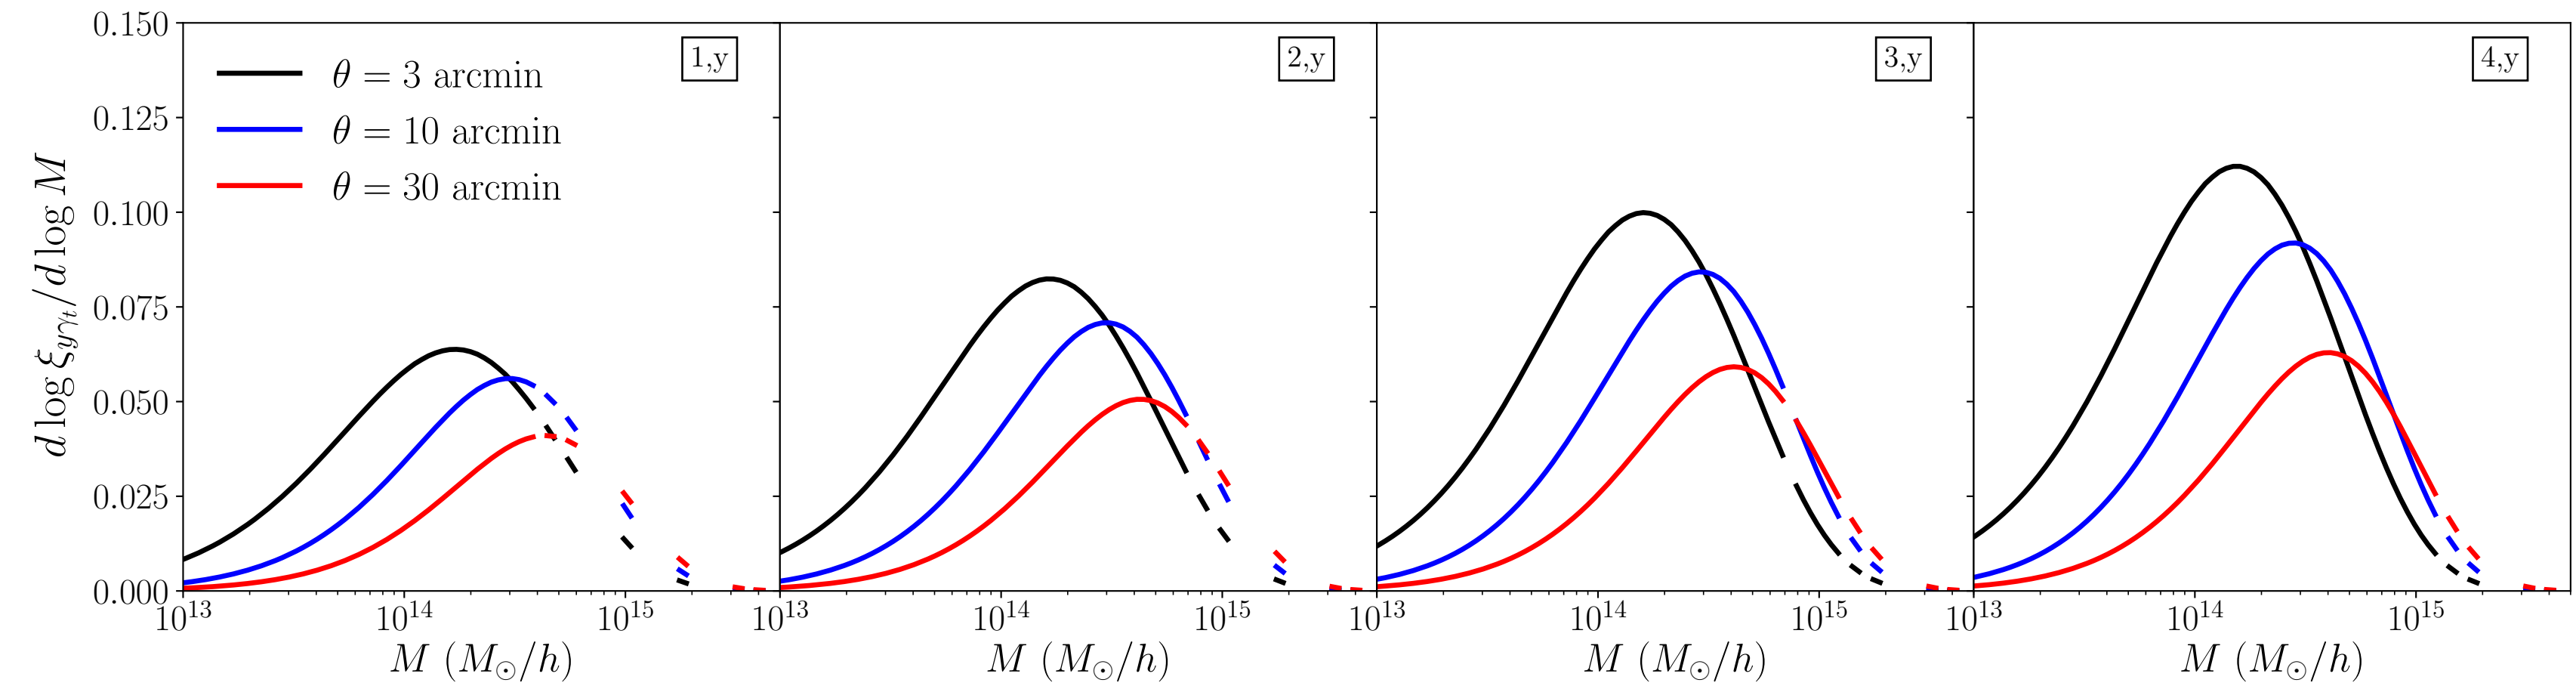 d log ξ_{yγ_t}/d log M
0.150
0.125
0.100
0.075
0.050
0.025
0.000
θ = 3 arcmin
θ = 10 arcmin
θ = 30 arcmin
1,y
2,y
3,y
4,y
10^{13} 10^{14} 10^{15}
10^{13} 10^{14} 10^{15}
10^{13} 10^{14} 10^{15}
10^{13} 10^{14} 10^{15}
M (M_⊙/h)
M (M_⊙/h)
M (M_⊙/h)
M (M_⊙/h)